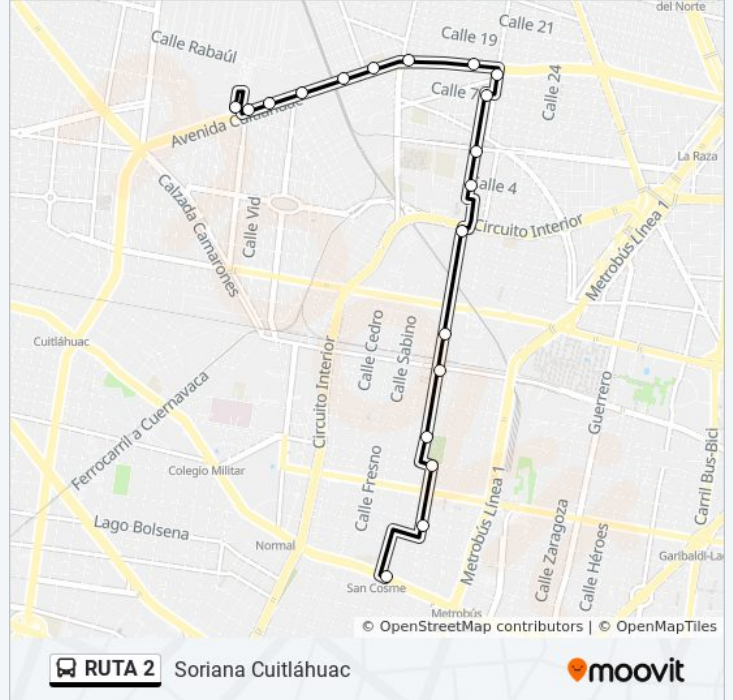 del Norte
Calle 21
Calle 19
Calle Rabaúl
Calle 24
Calle 7
Avenida Cuitláhuac
La Raza
Calle 4
Calzada Camarones
Calle Vid
Circuito Interior
Metrobús Línea 1
Cuitláhuac
Calle Cedro
Calle Sabino
Circuito Interior
Guerrero
Ferrocarril a Cuernavaca
Colegio Militar
Calle Fresno
Metrobús Línea 1
Carril Bus-Bici
Lago Bolsena
Normal
Calle Zaragoza
Calle Héroes
Garibaldi-La
San Cosme
Metrobús
© OpenStreetMap contributors | © OpenMapTiles
RUTA 2 Soriana Cuitláhuac
moovit